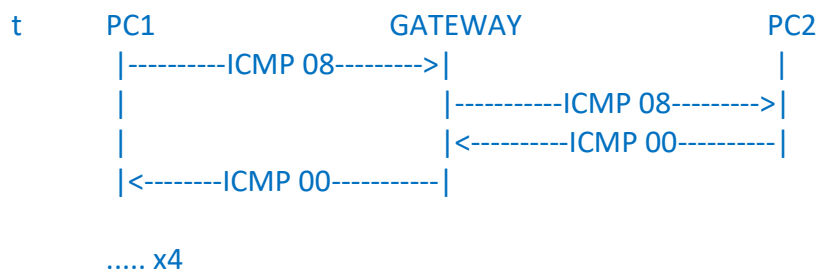 t PC1 GATEWAY PC2
|----------ICMP 08--------->| |
| |-----------ICMP 08--------->|
| |<----------ICMP 00----------|
|<--------ICMP 00-----------|
..... x4